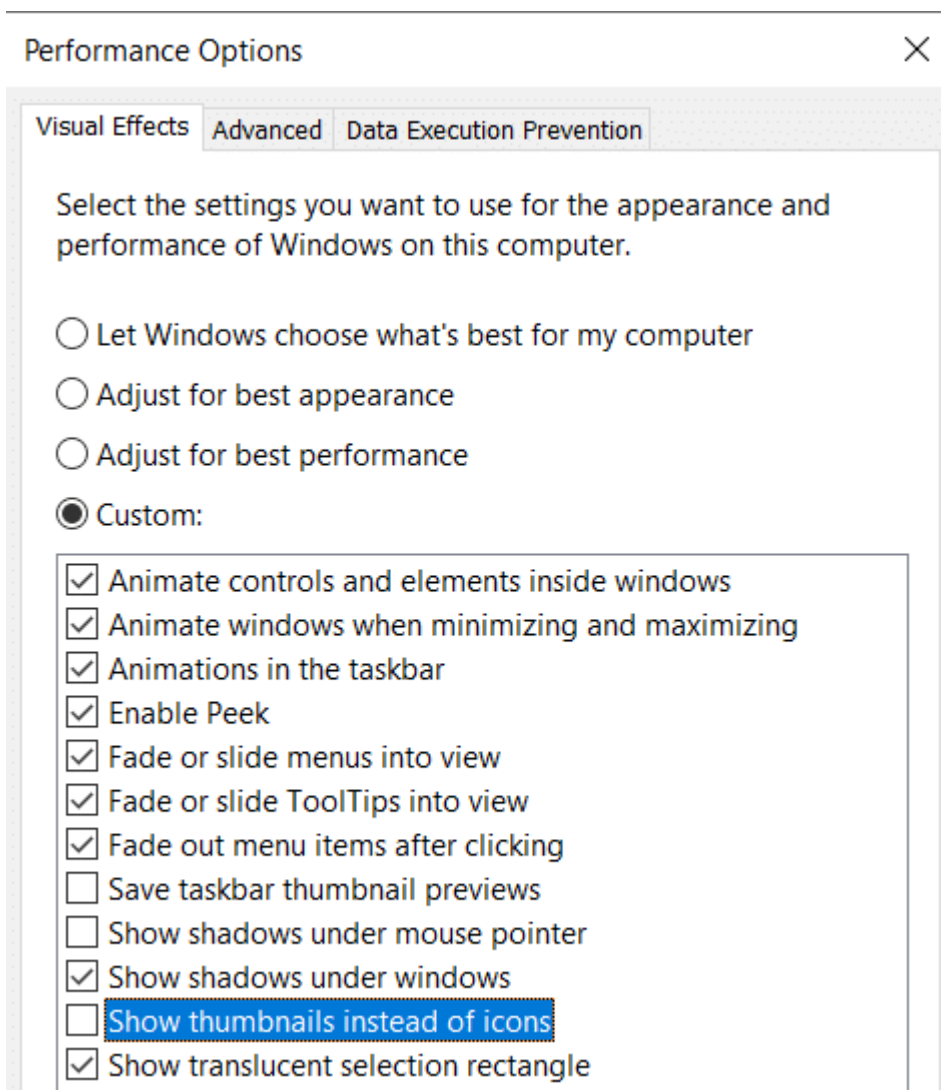 Performance Options
Visual Effects Advanced Data Execution Prevention
Select the settings you want to use for the appearance and
performance of Windows on this computer.
Let Windows choose what's best for my computer
Adjust for best appearance
Adjust for best performance
Custom:
Animate controls and elements inside windows
Animate windows when minimizing and maximizing
Animations in the taskbar
Enable Peek
Fade or slide menus into view
Fade or slide ToolTips into view
Fade out menu items after clicking
Save taskbar thumbnail previews
Show shadows under mouse pointer
Show shadows under windows
Show thumbnails instead of icons
Show translucent selection rectangle